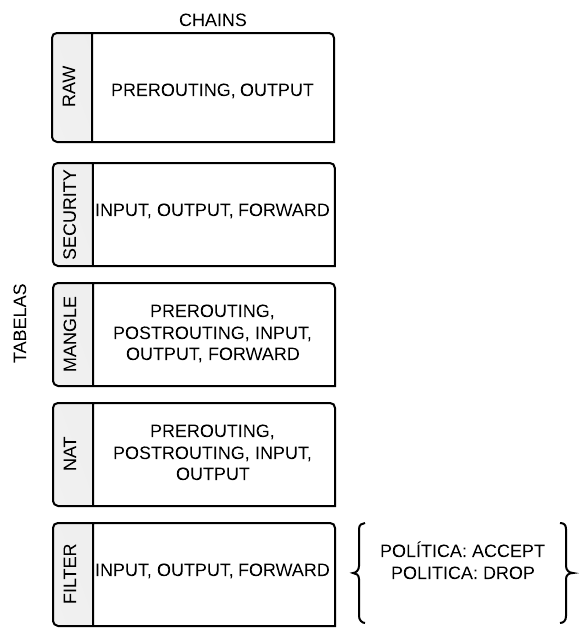 CHAINS
RAW
PREROUTING, OUTPUT
SECURITY
INPUT, OUTPUT, FORWARD
TABELAS
MANGLE
PREROUTING,
POSTROUTING, INPUT,
OUTPUT, FORWARD
NAT
PREROUTING,
POSTROUTING, INPUT,
OUTPUT
FILTER
INPUT, OUTPUT, FORWARD
POLÍTICA: ACCEPT
POLITICA: DROP